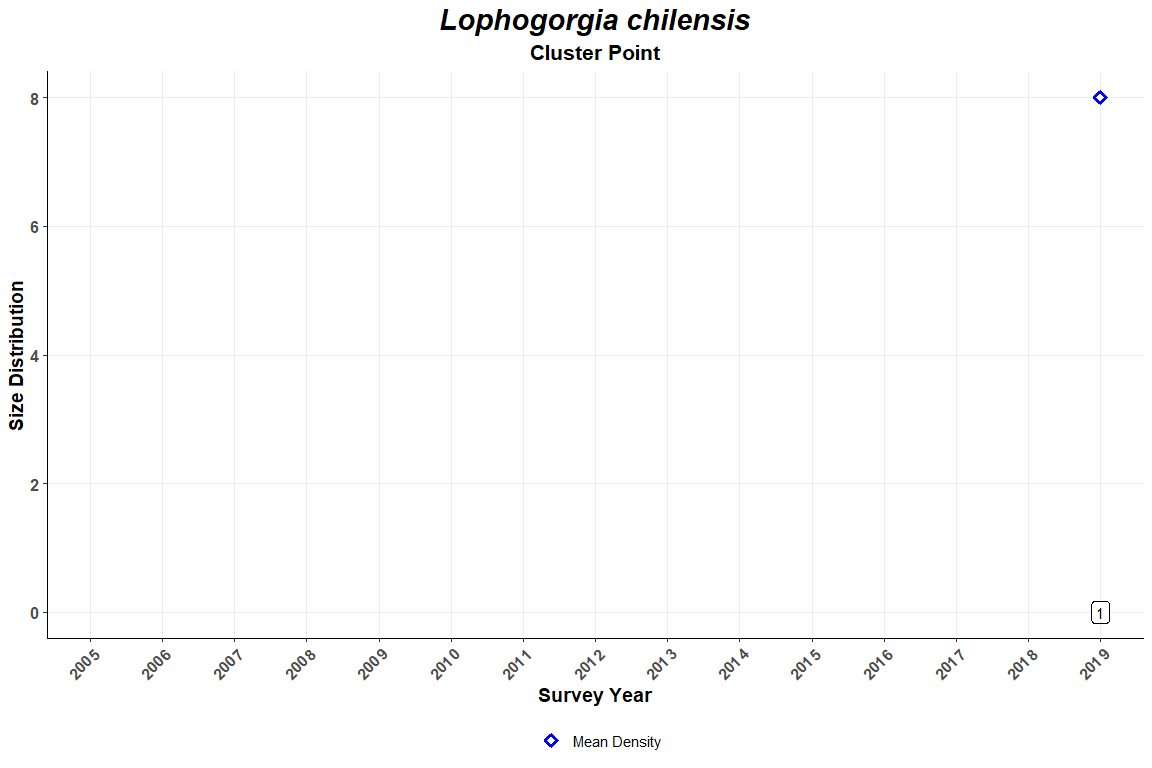 Lophogorgia chilensis
Cluster Point
Size Distribution
8
6
4
2
0
1
2005 2006 2007 2008 2009 2010 2011 2012 2013 2014 2015 2016 2017 2018 2019
Survey Year
Mean Density